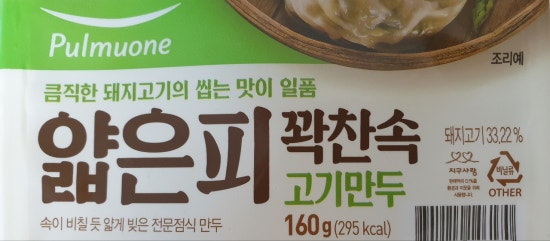 Pulmuone
조리예
큼직한 돼지고기의 씹는 맛이 일품
얇은피 꽉찬속
고기만두
돼지고기 33.22%
지구사랑
비닐류
OTHER
160g(295 kcal)
속이 비칠 듯 얇게 빚은 전문점식 만두